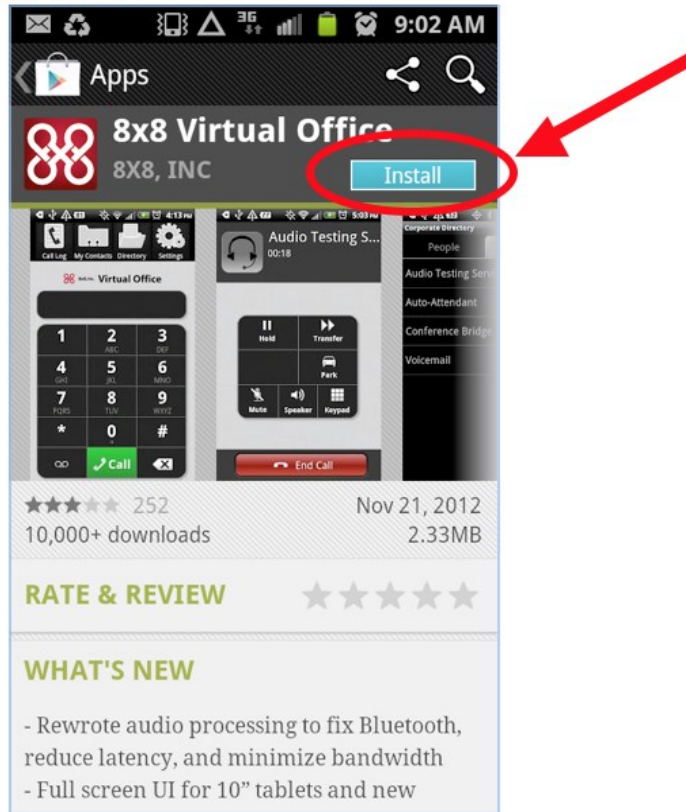 3G
9:02 AM
Apps
8x8 Virtual Office
8X8, INC
Install
4:13 PM
Call Log My Contacts Directory Settings
Virtual Office
1 2 3
ABC DEF
4 5 6
GHI JKL MNO
7 8 9
PQRS TUV WXYZ
* 0 #
+
Call
5:03 PM
Audio Testing S...
00:18
Hold Transfer
Park
Mute Speaker Keypad
End Call
Corporate Directory
People
Audio Testing Serv
Auto-Attendant
Conference Bridge
Voicemail
252
Nov 21, 2012
10,000+ downloads
2.33MB
RATE & REVIEW
WHAT'S NEW
- Rewrote audio processing to fix Bluetooth,
reduce latency, and minimize bandwidth
- Full screen UI for 10” tablets and new